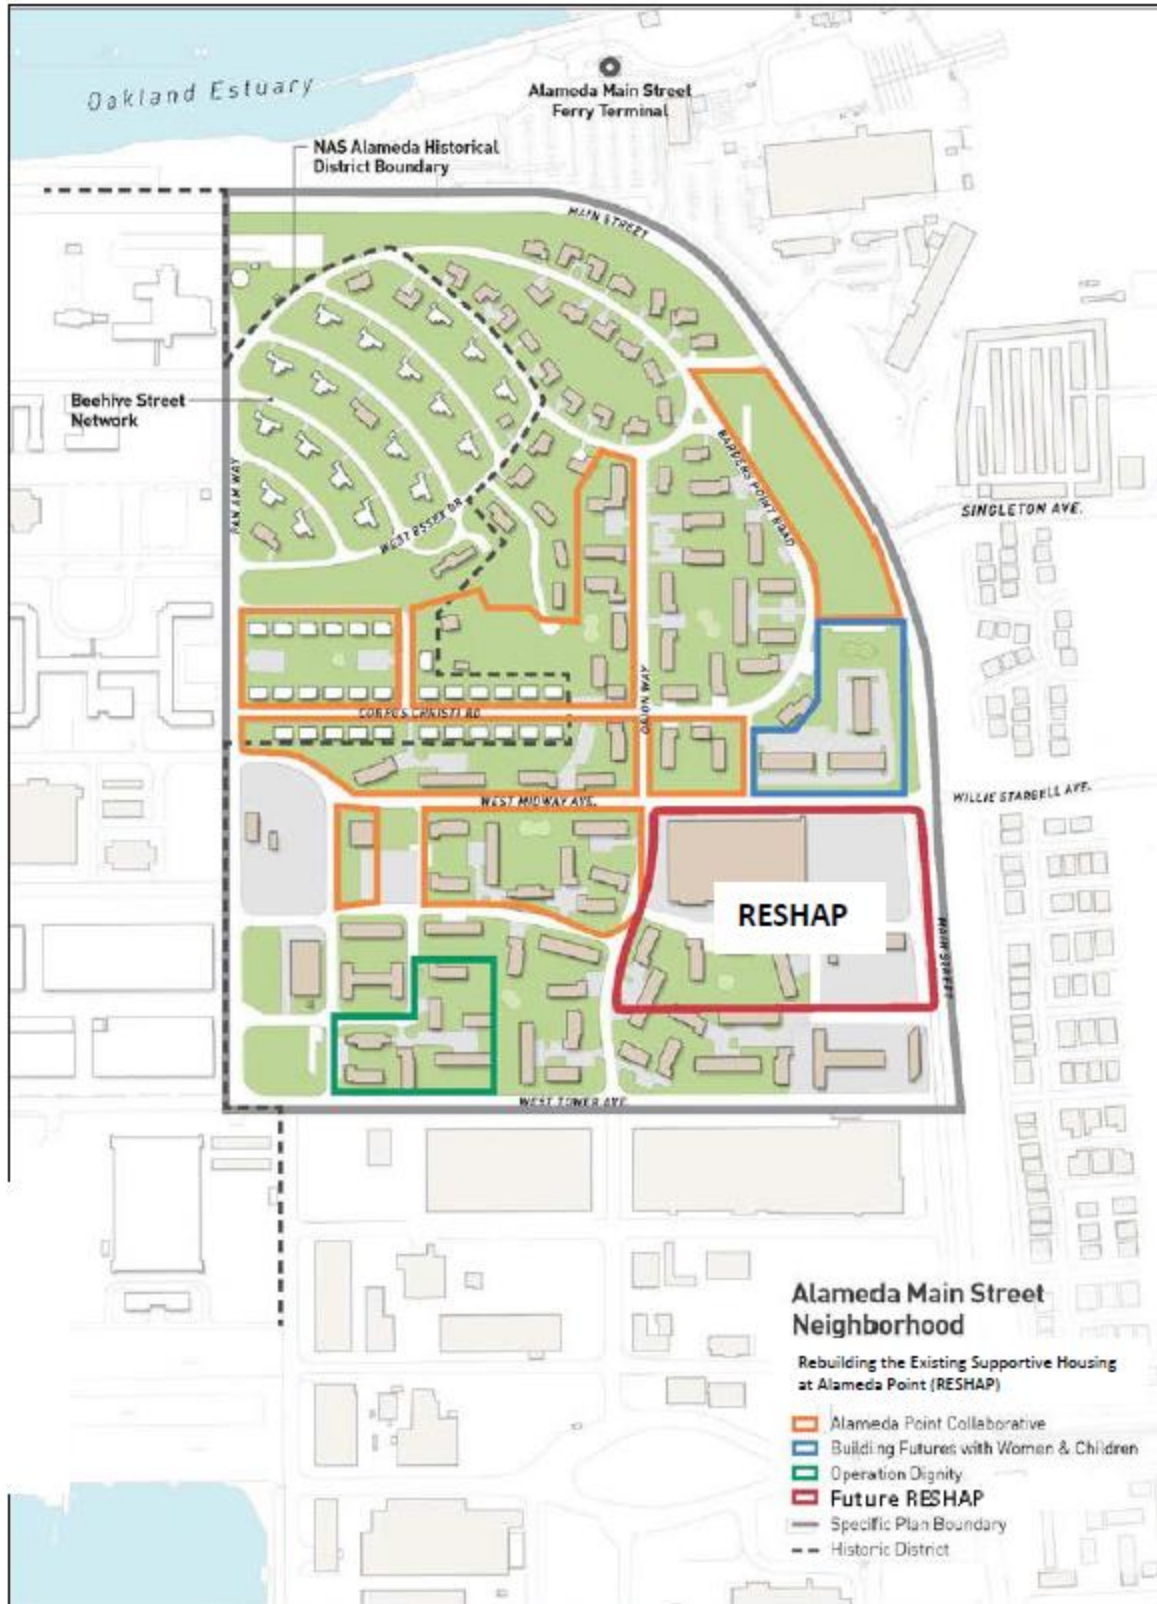 Oakland Estuary
Alameda Main Street
Ferry Terminal
NAS Alameda Historical
District Boundary
MAIN STREET
Beehive Street
Network
PAN AM WAY
BARBERS POINT ROAD
SINGLETON AVE.
WEST ESSEX DR
ORION WAY
CORPUS CHRISTI RD
WEST MIDWAY AVE.
WILLIE STARGELL AVE.
RESHAP
MAIN STREET
WEST TOWER AVE
Alameda Main Street
Neighborhood
Rebuilding the Existing Supportive Housing
at Alameda Point (RESHAP)
Alameda Point Collaborative
Building Futures with Women & Children
Operation Dignity
Future RESHAP
Specific Plan Boundary
Historic District